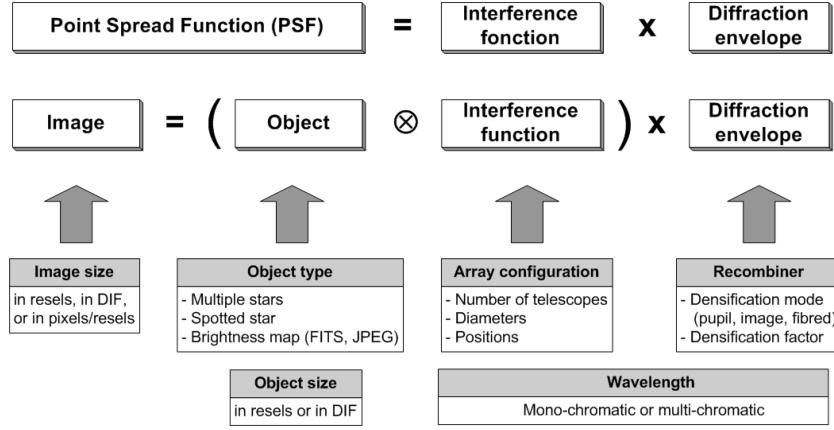 Point Spread Function (PSF) = Interference fonction x Diffraction envelope
Image = ( Object ⊗ Interference function ) x Diffraction envelope
Image size
in resels, in DIF,
or in pixels/resels
Object type
- Multiple stars
- Spotted star
- Brightness map (FITS, JPEG)
Object size
in resels or in DIF
Array configuration
- Number of telescopes
- Diameters
- Positions
Recombiner
- Densification mode
(pupil, image, fibred)
- Densification factor
Wavelength
Mono-chromatic or multi-chromatic